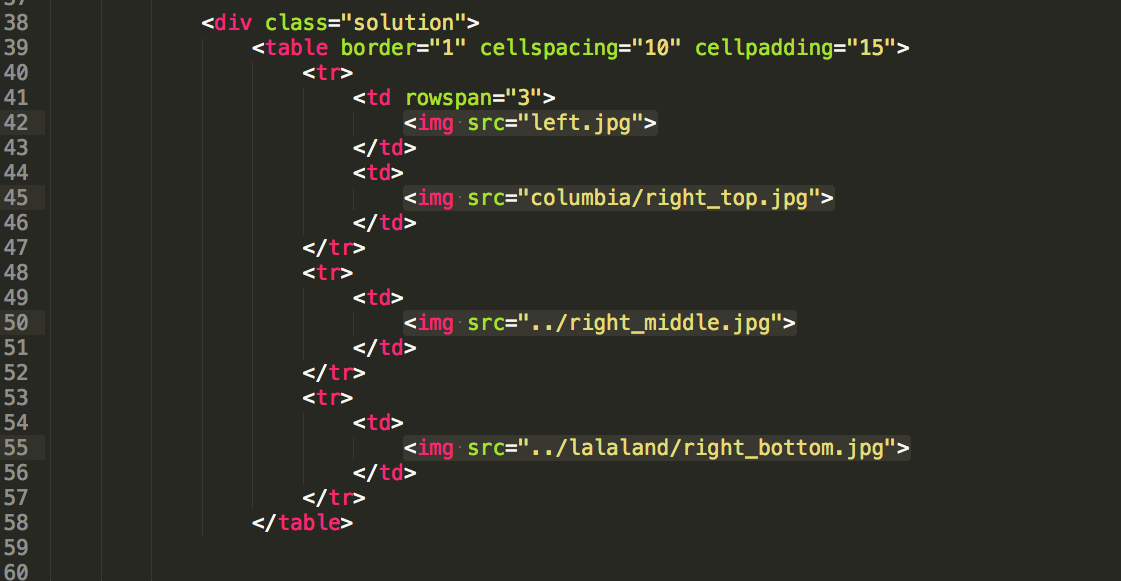 37
38 <div class="solution">
39 <table border="1" cellspacing="10" cellpadding="15">
40 <tr>
41 <td rowspan="3">
42 <img src="left.jpg">
43 </td>
44 <td>
45 <img src="columbia/right_top.jpg">
46 </td>
47 </tr>
48 <tr>
49 <td>
50 <img src="../right_middle.jpg">
51 </td>
52 </tr>
53 <tr>
54 <td>
55 <img src="../lalaland/right_bottom.jpg">
56 </td>
57 </tr>
58 </table>
59
60